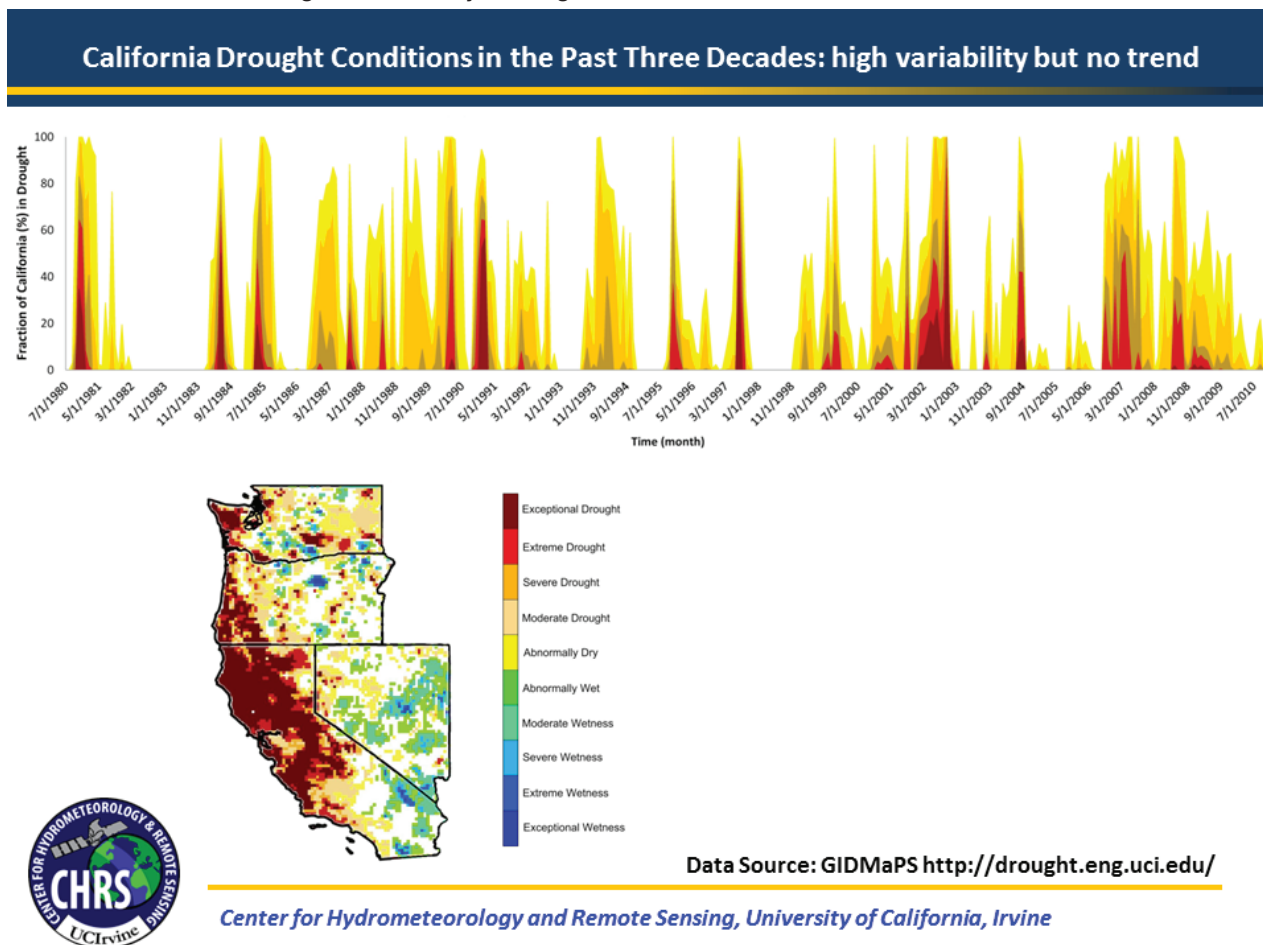 California Drought Conditions in the Past Three Decades: high variability but no trend
Fraction of California (%) in Drought
100
80
60
40
20
0
7/1/1980
5/1/1981
3/1/1982
1/1/1983
11/1/1983
9/1/1984
7/1/1985
5/1/1986
3/1/1987
1/1/1988
11/1/1988
9/1/1989
7/1/1990
5/1/1991
3/1/1992
1/1/1993
11/1/1993
9/1/1994
7/1/1995
5/1/1996
3/1/1997
1/1/1998
11/1/1998
9/1/1999
7/1/2000
5/1/2001
3/1/2002
1/1/2003
11/1/2003
9/1/2004
7/1/2005
5/1/2006
3/1/2007
1/1/2008
11/1/2008
9/1/2009
7/1/2010
Time (month)
Exceptional Drought
Extreme Drought
Severe Drought
Moderate Drought
Abnormally Dry
Abnormally Wet
Moderate Wetness
Severe Wetness
Extreme Wetness
Exceptional Wetness
CENTER FOR HYDROMETEOROLOGY & REMOTE SENSING
CHRS
UCIrvine
Data Source: GIDMaPS http://drought.eng.uci.edu/
Center for Hydrometeorology and Remote Sensing, University of California, Irvine